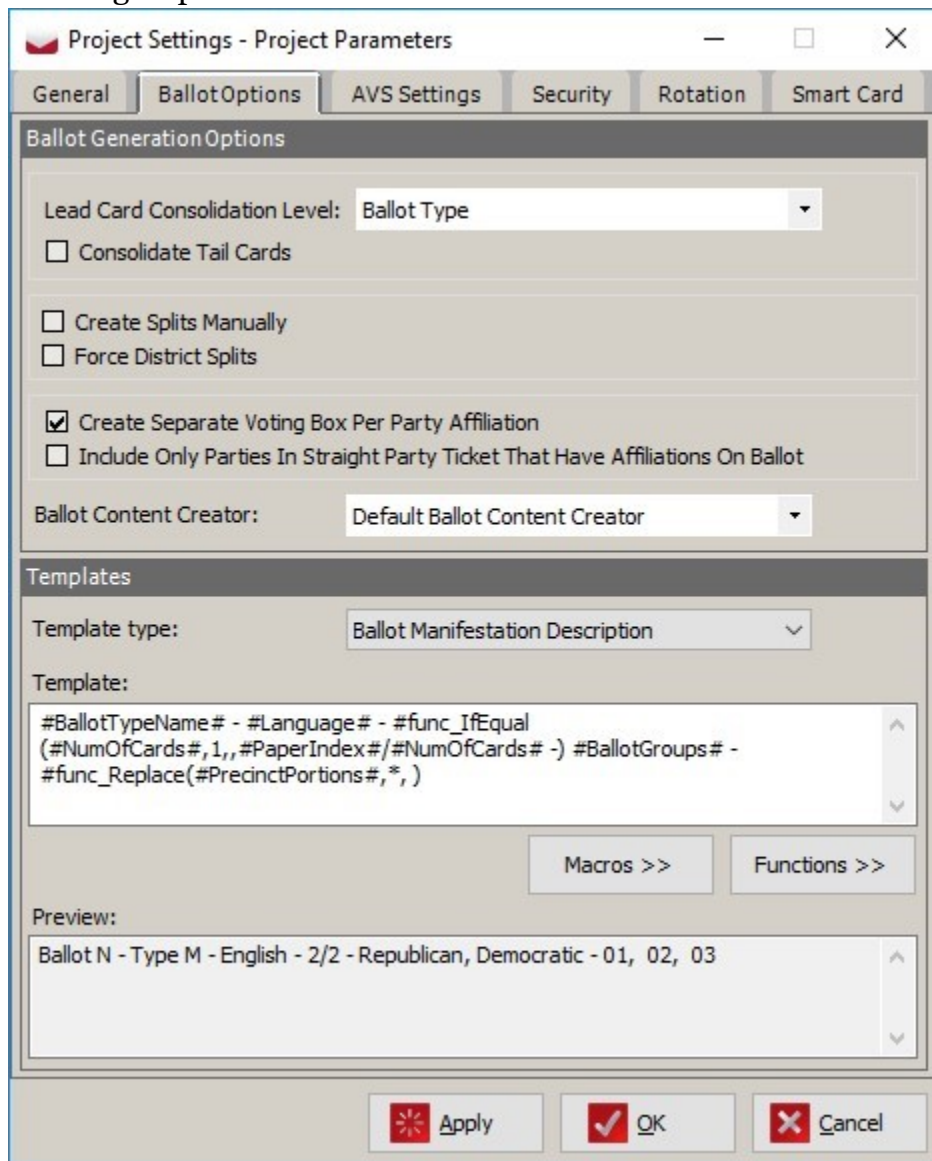 Project Settings - Project Parameters
General Ballot Options AVS Settings Security Rotation Smart Card
Ballot Generation Options
Lead Card Consolidation Level: Ballot Type
Consolidate Tail Cards
Create Splits Manually
Force District Splits
Create Separate Voting Box Per Party Affiliation
Include Only Parties In Straight Party Ticket That Have Affiliations On Ballot
Ballot Content Creator: Default Ballot Content Creator
Templates
Template type: Ballot Manifestation Description
Template:
#BallotTypeName# - #Language# - #func_IfEqual
(#NumOfCards#,1,,#PaperIndex#/#NumOfCards# -) #BallotGroups# -
#func_Replace(#PrecinctPortions#,*, )
Macros >> Functions >>
Preview:
Ballot N - Type M - English - 2/2 - Republican, Democratic - 01, 02, 03
Apply OK Cancel